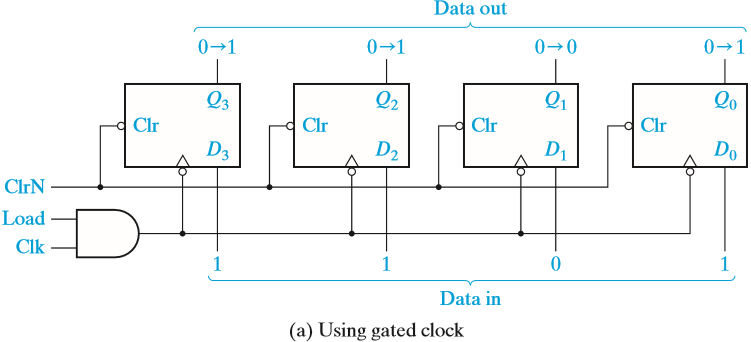 Data out
0→1 0→1 0→0 0→1
Q3 Q2 Q1 Q0
Clr Clr Clr Clr
D3 D2 D1 D0
ClrN
Load
Clk
1 1 0 1
Data in
(a) Using gated clock